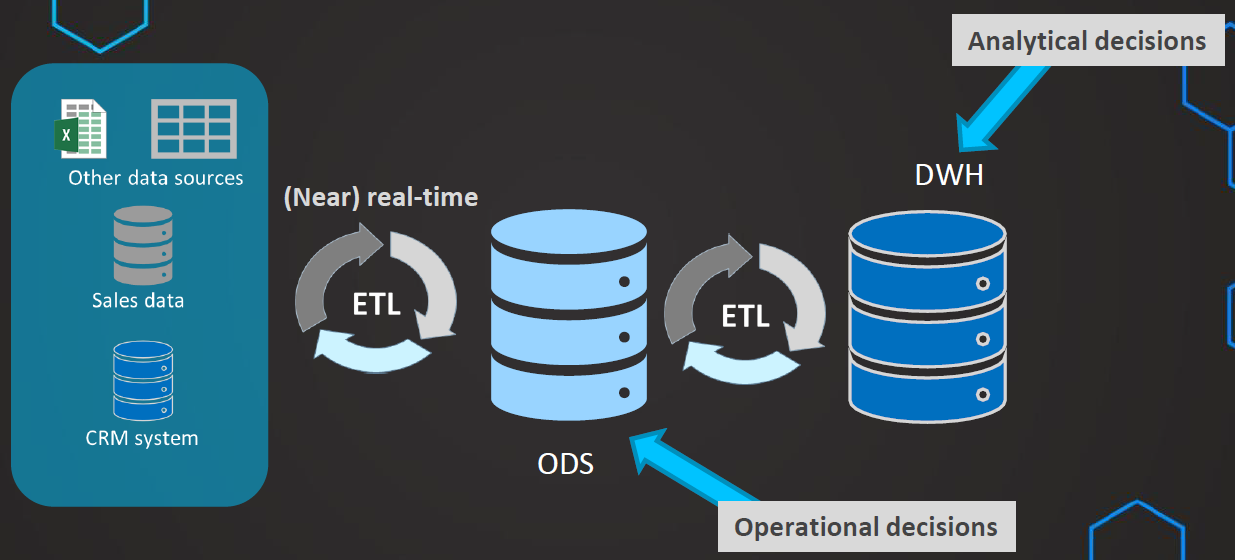 Analytical decisions
X
Other data sources
Sales data
CRM system
(Near) real-time
ETL
ODS
ETL
DWH
Operational decisions